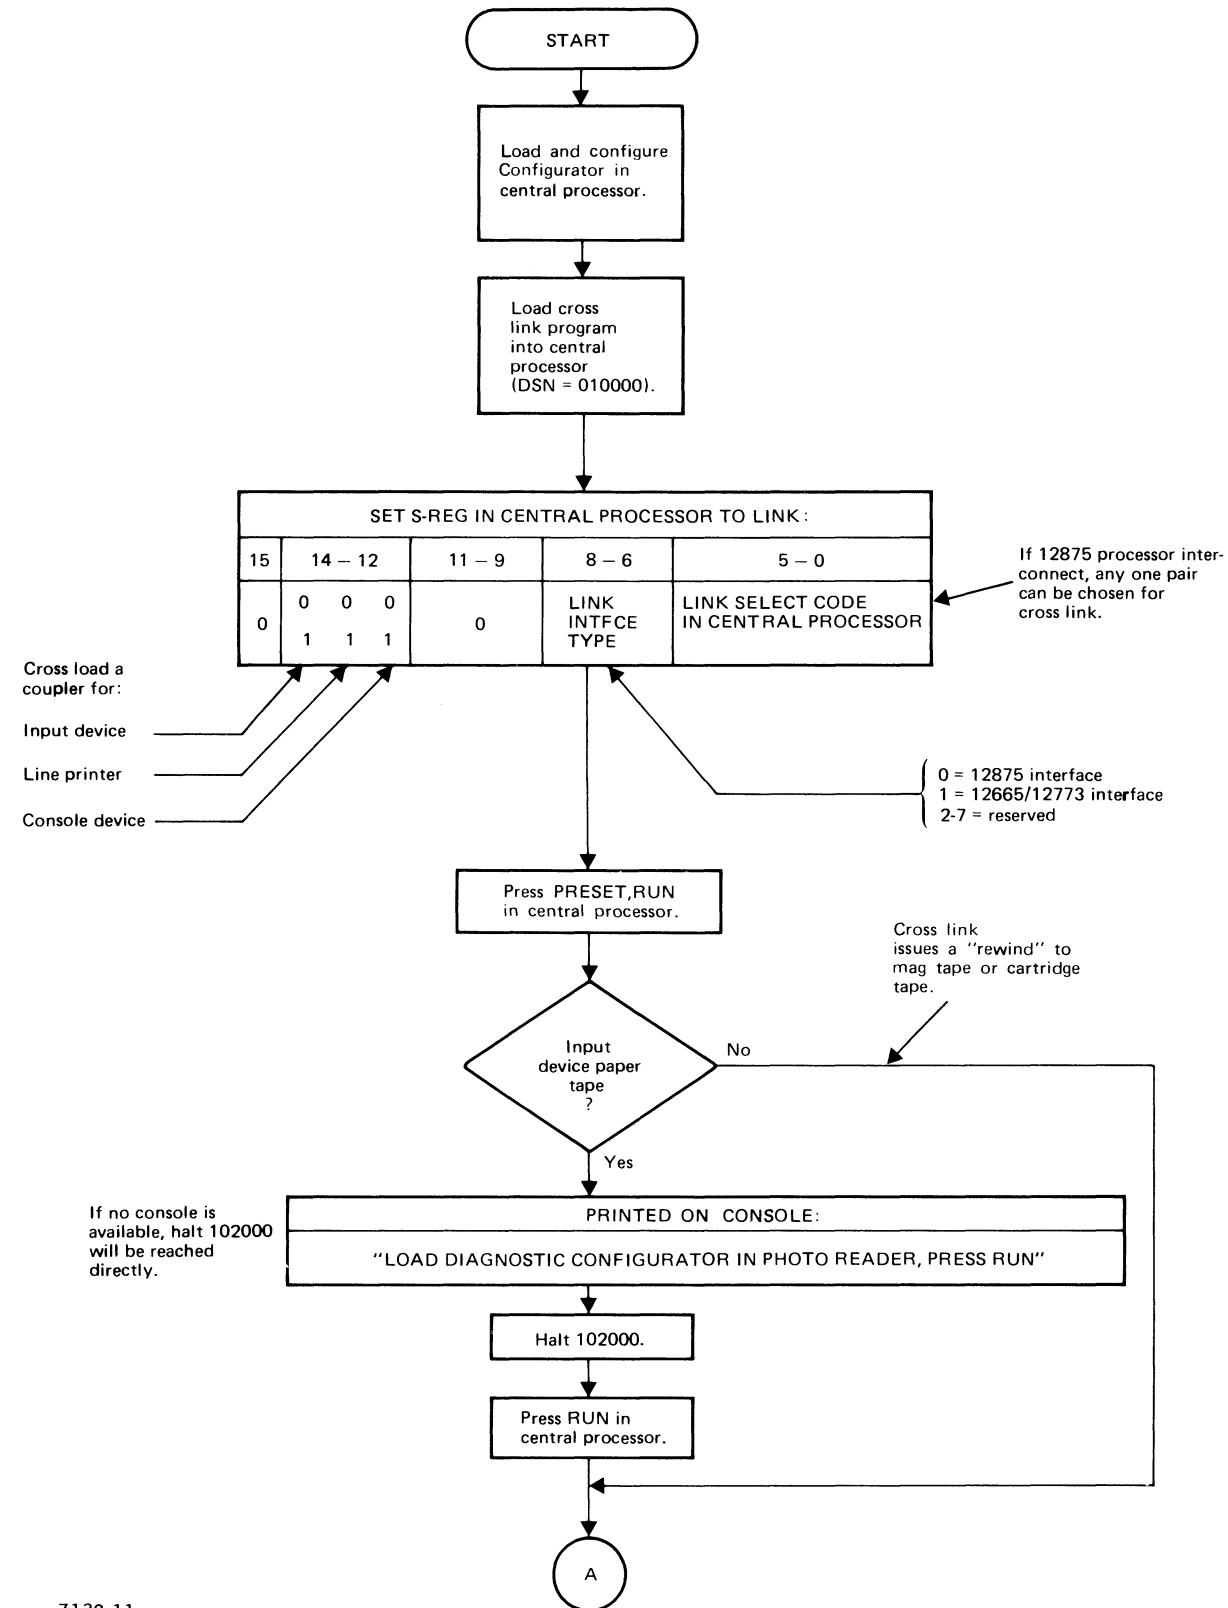 START
Load and configure
Configurator in
central processor.
Load cross
link program
into central
processor
(DSN = 010000).
SET S-REG IN CENTRAL PROCESSOR TO LINK:
15 14 – 12 11 – 9 8 – 6 5 – 0
0
0 0 0
1 1 1
0
LINK
INTFCE
TYPE
LINK SELECT CODE
IN CENTRAL PROCESSOR
If 12875 processor inter-
connect, any one pair
can be chosen for
cross link.
Cross load a
coupler for:
Input device
Line printer
Console device
0 = 12875 interface
1 = 12665/12773 interface
2-7 = reserved
Press PRESET,RUN
in central processor.
Cross link
issues a "rewind" to
mag tape or cartridge
tape.
Input
device paper
tape
?
No
Yes
If no console is
available, halt 102000
will be reached
directly.
PRINTED ON CONSOLE:
"LOAD DIAGNOSTIC CONFIGURATOR IN PHOTO READER, PRESS RUN"
Halt 102000.
Press RUN in
central processor.
A